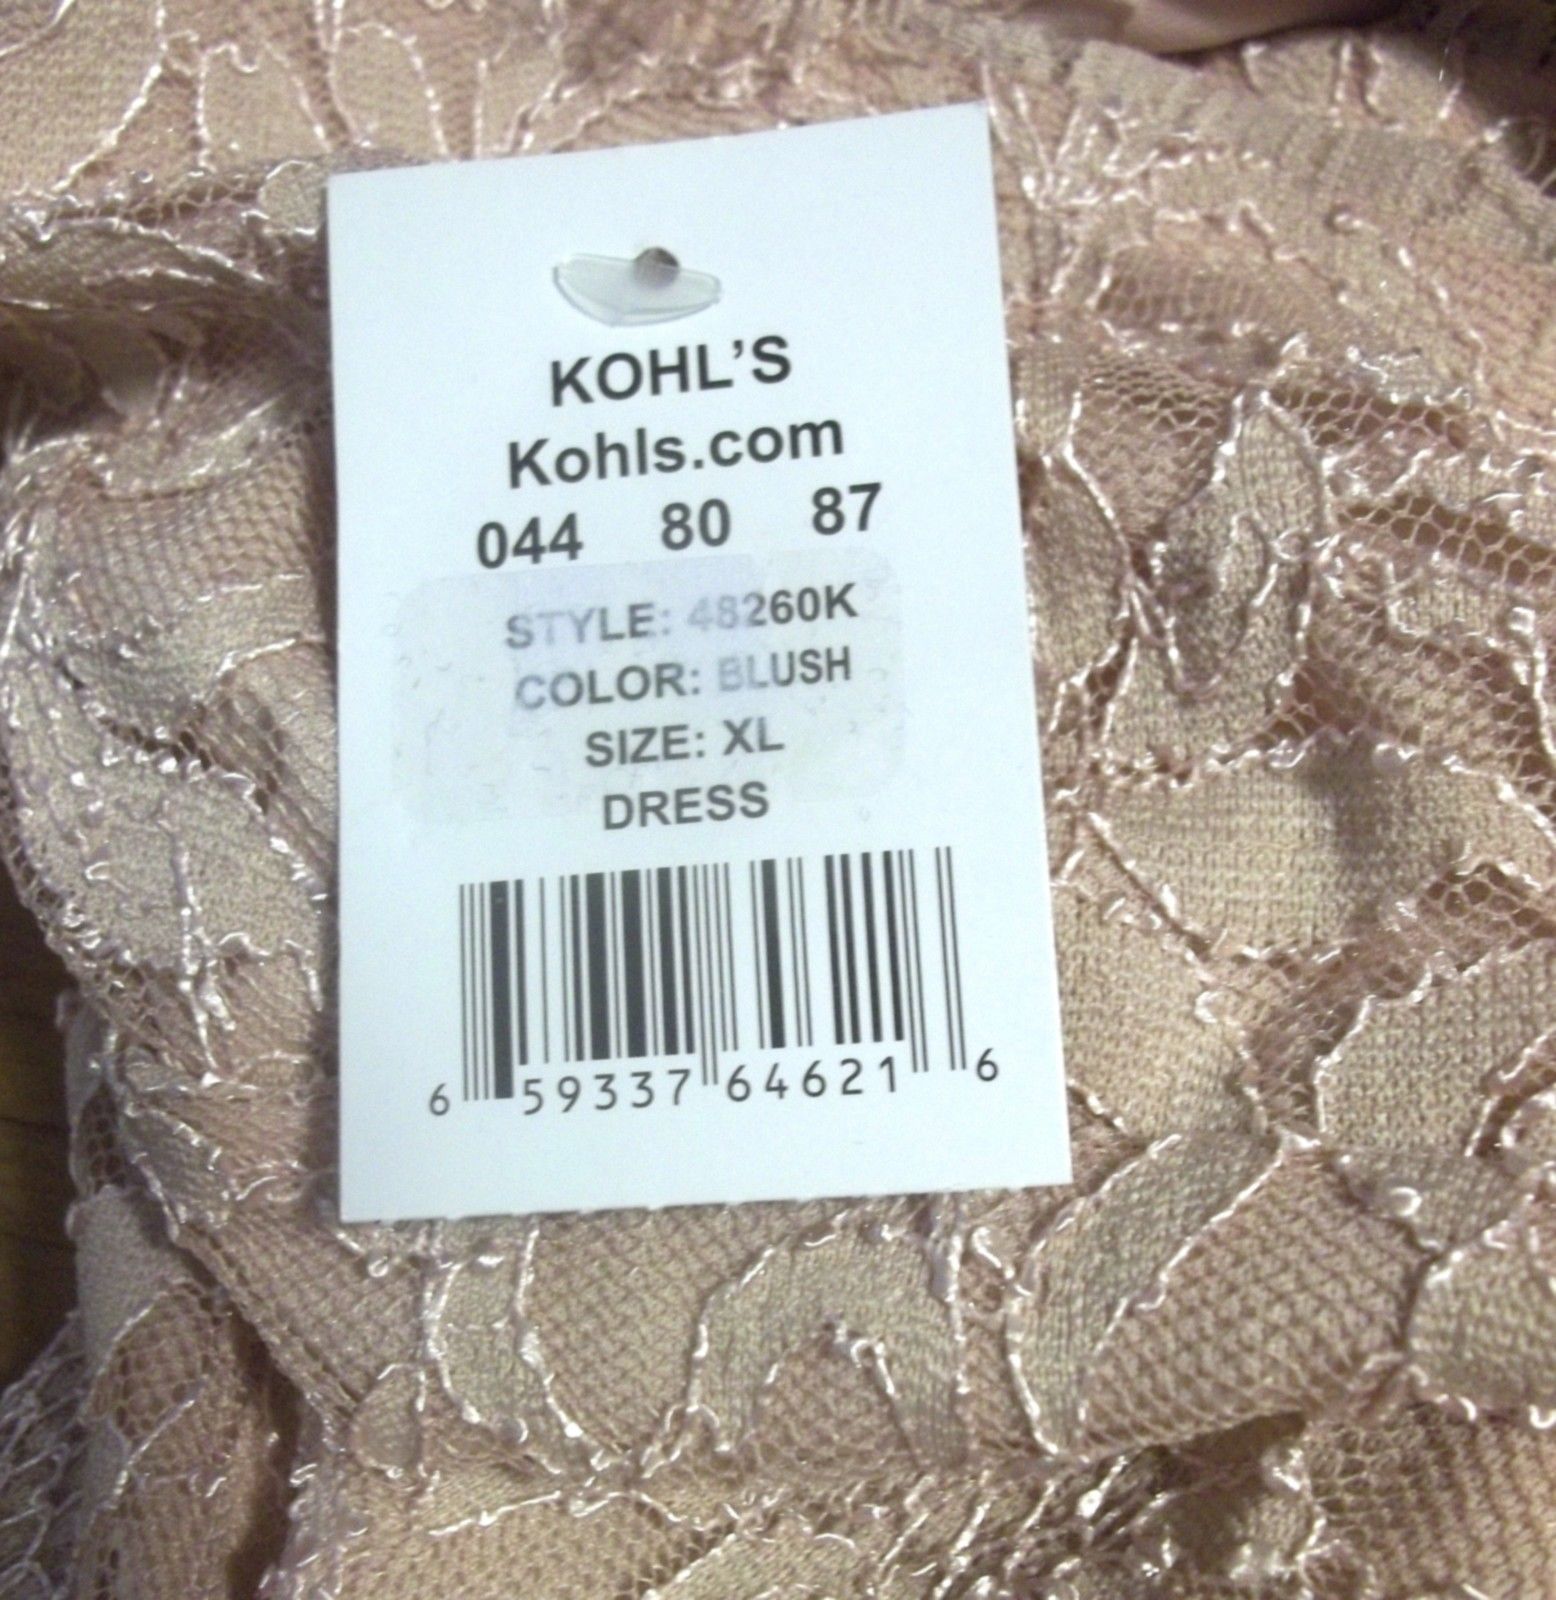 KOHL'S
Kohls.com
044 80 87
STYLE: 48260K
COLOR: BLUSH
SIZE: XL
DRESS
6 59337 64621 6